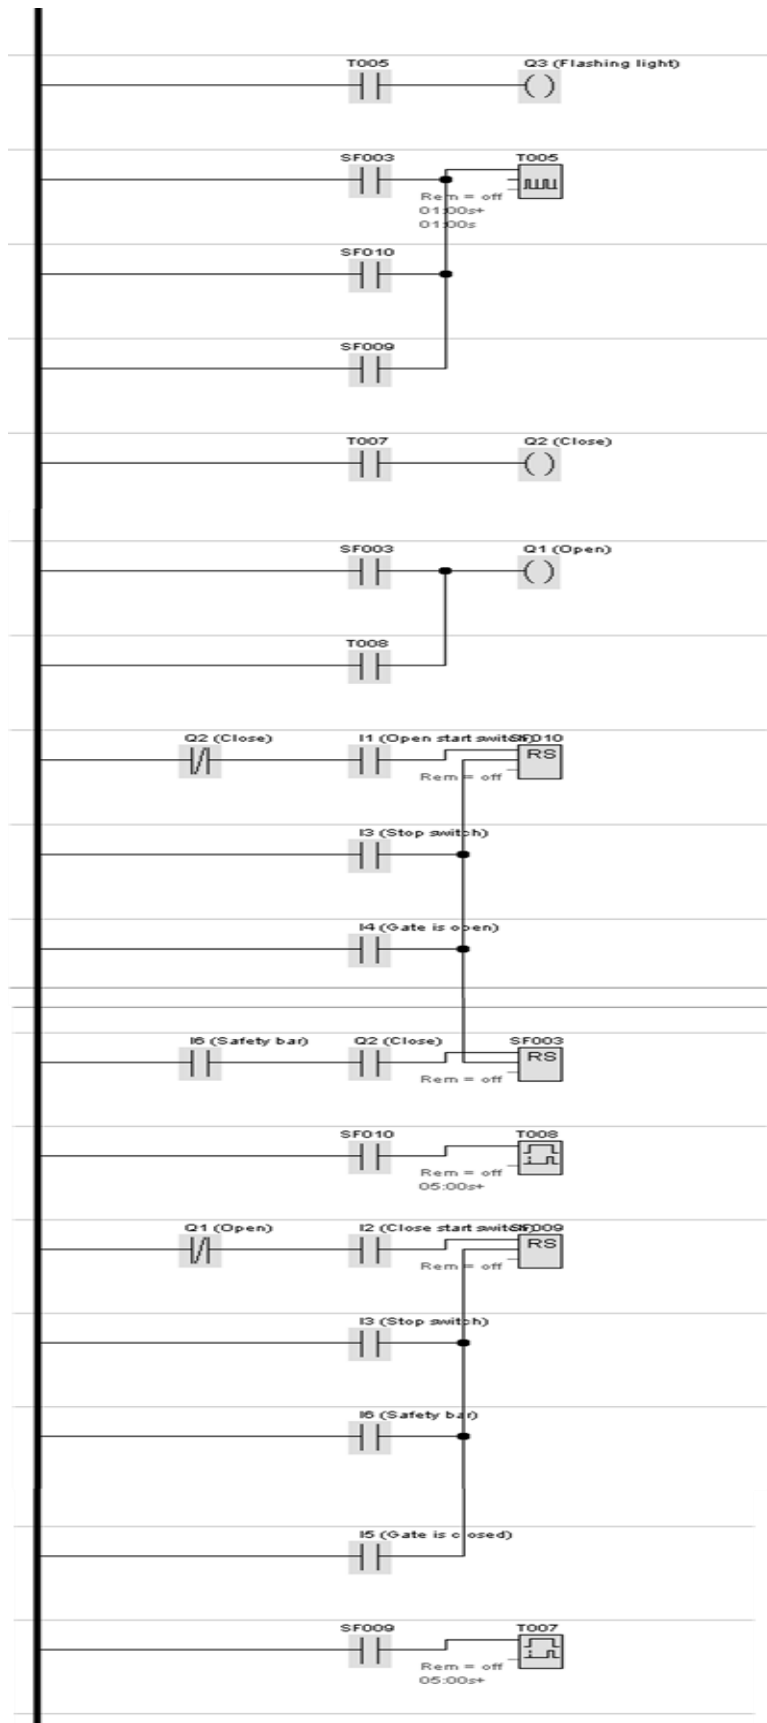 T005 Q3 (Flashing light)
SF003 T005
Rem = off
01:00s+
01:00s
SF010
SF009
T007 Q2 (Close)
SF003 Q1 (Open)
T008
Q2 (Close) I1 (Open start switch) SF010
RS
Rem = off
I3 (Stop switch)
I4 (Gate is open)
I6 (Safety bar) Q2 (Close) SF003
RS
Rem = off
SF010 T008
Rem = off
05:00s+
Q1 (Open) I2 (Close start switch) SF009
RS
Rem = off
I3 (Stop switch)
I6 (Safety bar)
I5 (Gate is closed)
SF009 T007
Rem = off
05:00s+